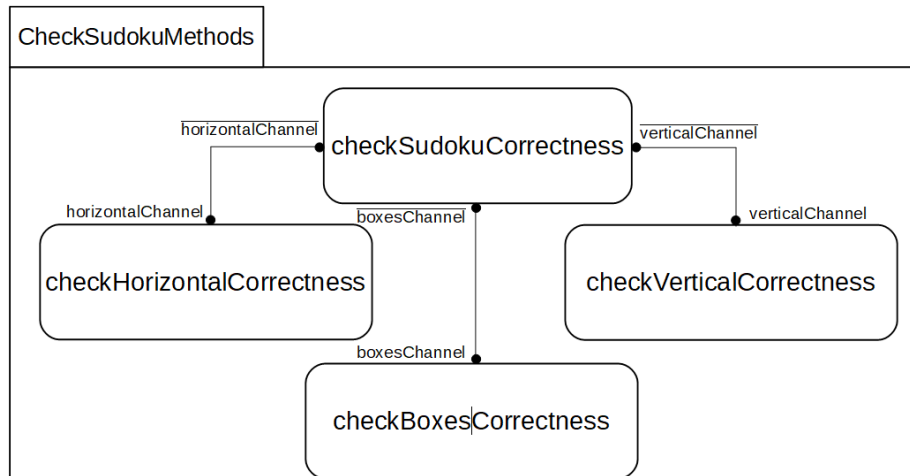 CheckSudokuMethods
horizontalChannel
checkSudokuCorrectness
verticalChannel
horizontalChannel
boxesChannel
verticalChannel
checkHorizontalCorrectness
checkVerticalCorrectness
boxesChannel
checkBoxesCorrectness